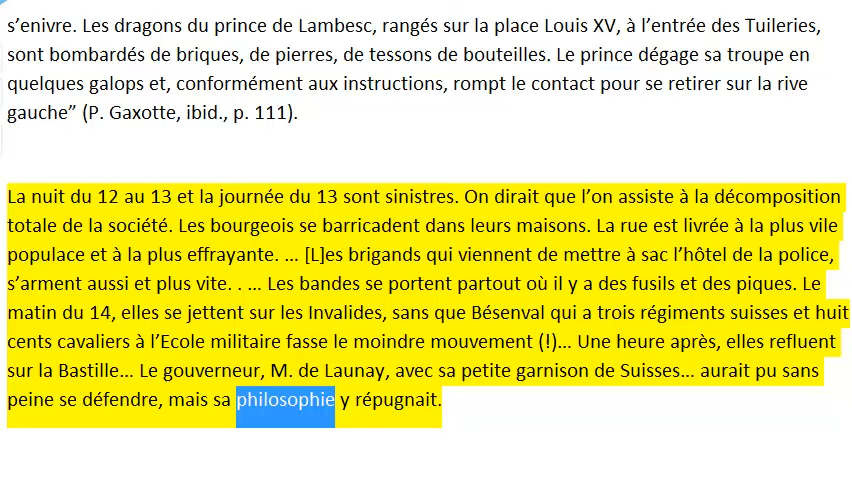 s’enivre. Les dragons du prince de Lambesc, rangés sur la place Louis XV, à l’entrée des Tuileries,
sont bombardés de briques, de pierres, de tessons de bouteilles. Le prince dégage sa troupe en
quelques galops et, conformément aux instructions, rompt le contact pour se retirer sur la rive
gauche” (P. Gaxotte, ibid., p. 111).
La nuit du 12 au 13 et la journée du 13 sont sinistres. On dirait que l’on assiste à la décomposition
totale de la société. Les bourgeois se barricadent dans leurs maisons. La rue est livrée à la plus vile
populace et à la plus effrayante. ... [L]es brigands qui viennent de mettre à sac l’hôtel de la police,
s’arment aussi et plus vite. . ... Les bandes se portent partout où il y a des fusils et des piques. Le
matin du 14, elles se jettent sur les Invalides, sans que Bésenval qui a trois régiments suisses et huit
cents cavaliers à l’Ecole militaire fasse le moindre mouvement (!)... Une heure après, elles refluent
sur la Bastille... Le gouverneur, M. de Launay, avec sa petite garnison de Suisses... aurait pu sans
peine se défendre, mais sa philosophie y répugnait.